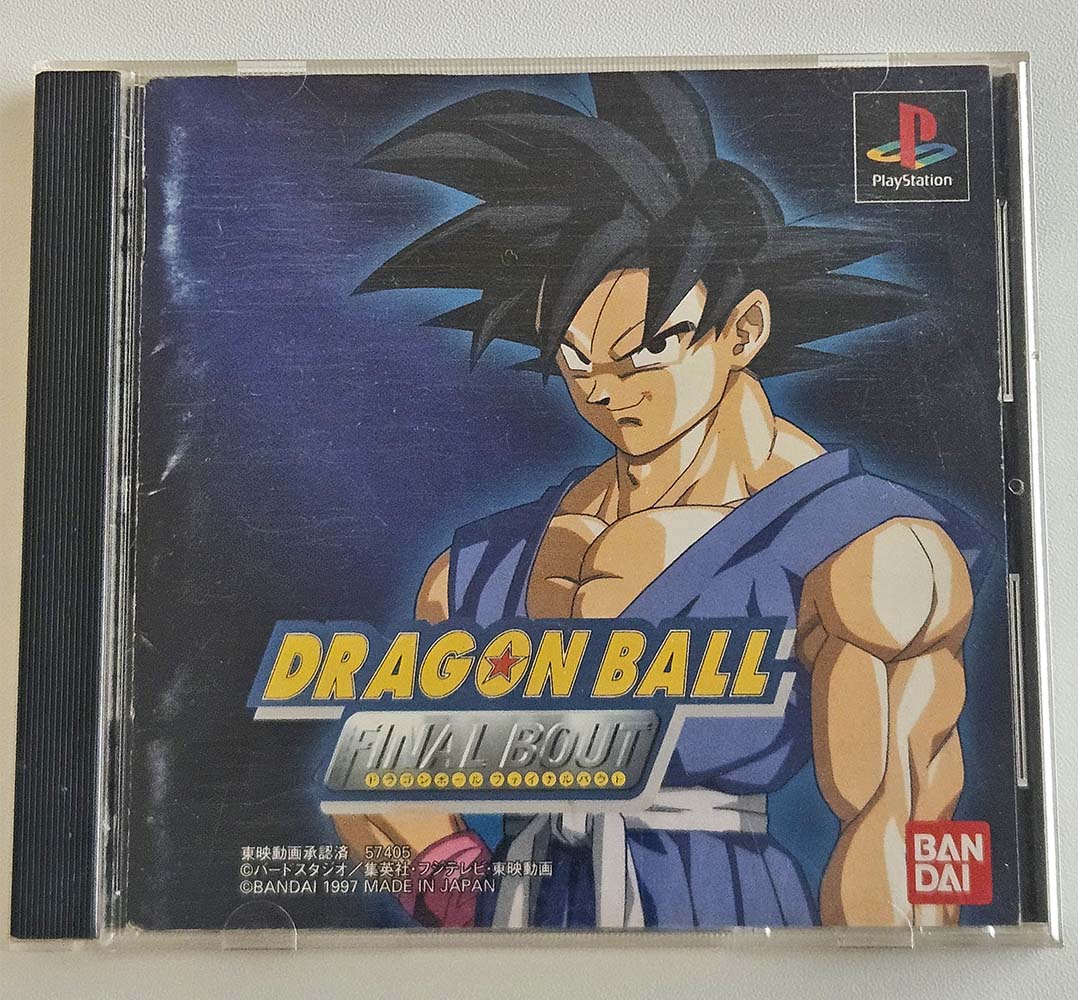 PlayStation
DRAGON BALL
FINAL BOUT
ドラゴンボール ファイナルバウト
東映動画承認済 57405
©バードスタジオ/集英社・フジテレビ・東映動画
©BANDAI 1997 MADE IN JAPAN
BAN
DAI